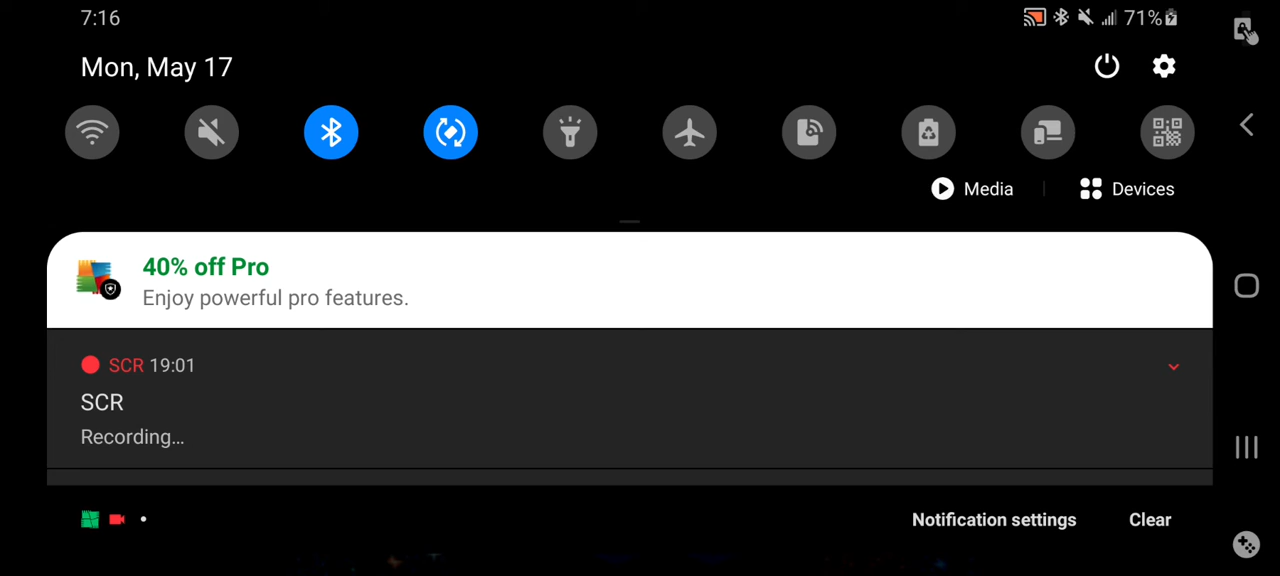 7:16
71%
Mon, May 17
Media
Devices
40% off Pro
Enjoy powerful pro features.
SCR 19:01
SCR
Recording...
Notification settings
Clear